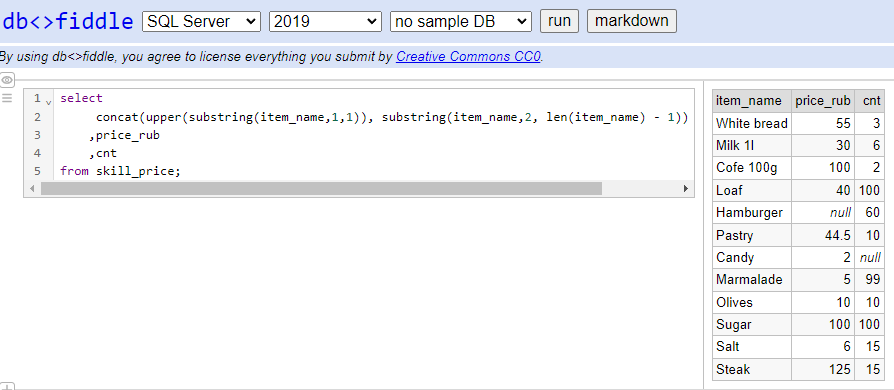 db<>fiddle SQL Server 2019 no sample DB run markdown
By using db<>fiddle, you agree to license everything you submit by Creative Commons CC0.
1 select
2 concat(upper(substring(item_name,1,1)), substring(item_name,2, len(item_name) - 1))
3 ,price_rub
4 ,cnt
5 from skill_price;
item_name price_rub cnt
White bread 55 3
Milk 1l 30 6
Cofe 100g 100 2
Loaf 40 100
Hamburger null 60
Pastry 44.5 10
Candy 2 null
Marmalade 5 99
Olives 10 10
Sugar 100 100
Salt 6 15
Steak 125 15